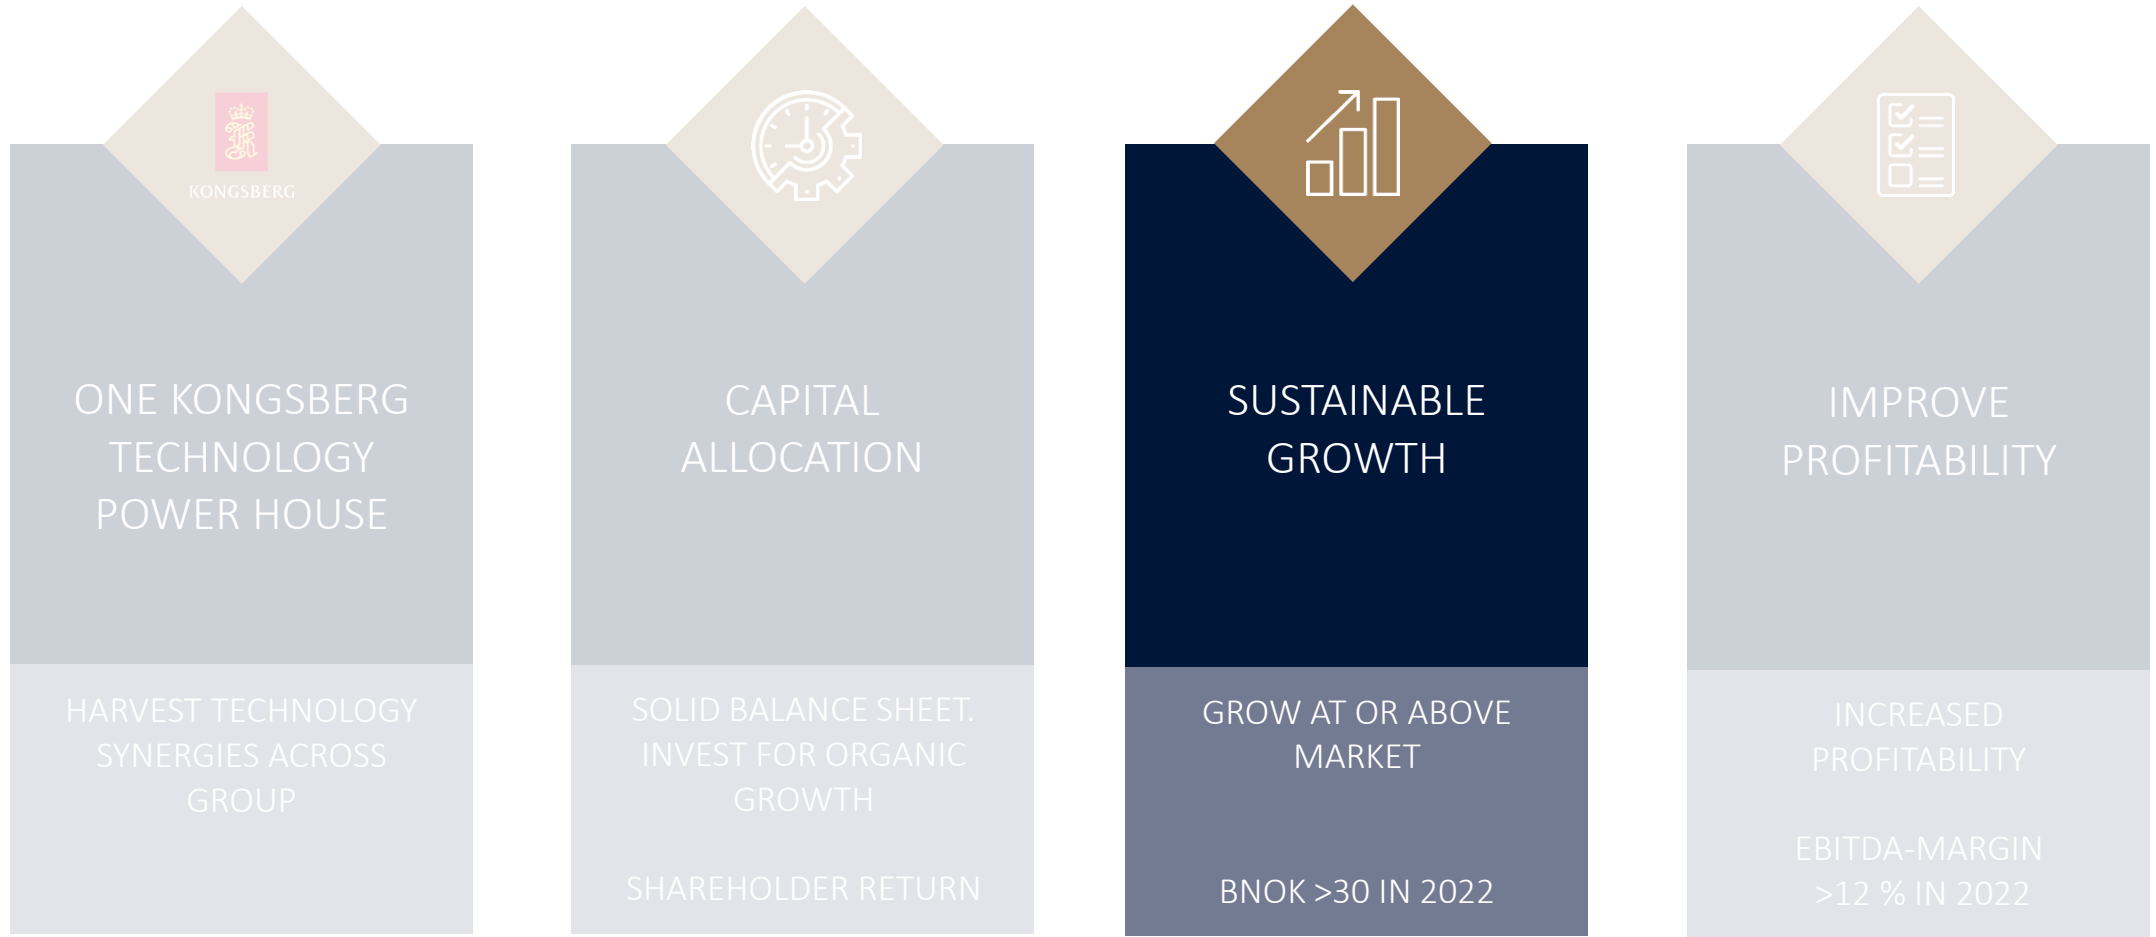 KONGSBERG
ONE KONGSBERG
TECHNOLOGY
POWER HOUSE
HARVEST TECHNOLOGY
SYNERGIES ACROSS
GROUP
CAPITAL
ALLOCATION
SOLID BALANCE SHEET.
INVEST FOR ORGANIC
GROWTH
SHAREHOLDER RETURN
SUSTAINABLE
GROWTH
GROW AT OR ABOVE
MARKET
BNOK >30 IN 2022
IMPROVE
PROFITABILITY
INCREASED
PROFITABILITY
EBITDA-MARGIN
>12 % IN 2022